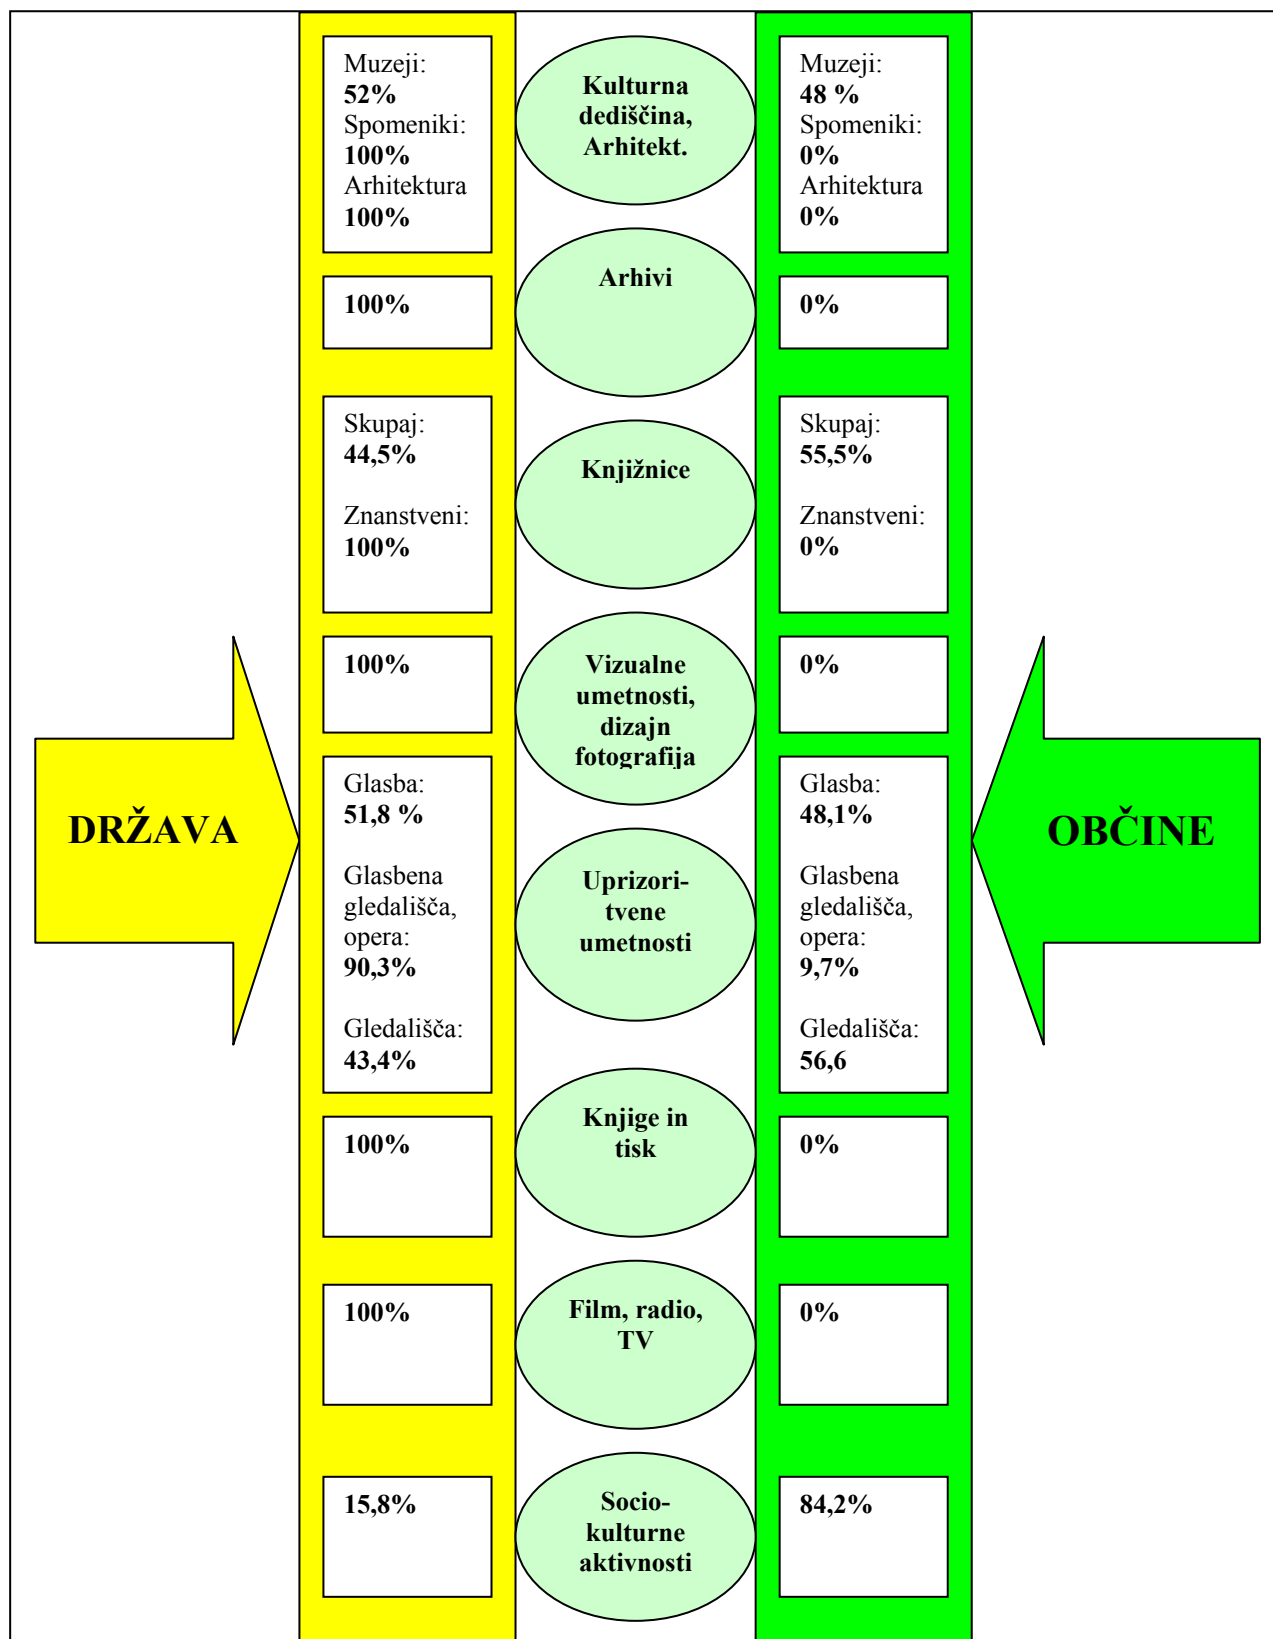 Muzeji:
52%
Spomeniki:
100%
Arhitektura
100%
Kulturna
dediščina,
Arhitekt.
Muzeji:
48 %
Spomeniki:
0%
Arhitektura
0%
100%
Arhivi
0%
Skupaj:
44,5%
Znanstveni:
100%
Knjižnice
Skupaj:
55,5%
Znanstveni:
0%
100%
Vizualne
umetnosti,
dizajn
fotografija
0%
DRŽAVA
Glasba:
51,8 %
Glasbena
gledališča,
opera:
90,3%
Gledališča:
43,4%
Uprizori-
tvene
umetnosti
Glasba:
48,1%
Glasbena
gledališča,
opera:
9,7%
Gledališča:
56,6
OBČINE
100%
Knjige in
tisk
0%
100%
Film, radio,
TV
0%
15,8%
Socio-
kulturne
aktivnosti
84,2%